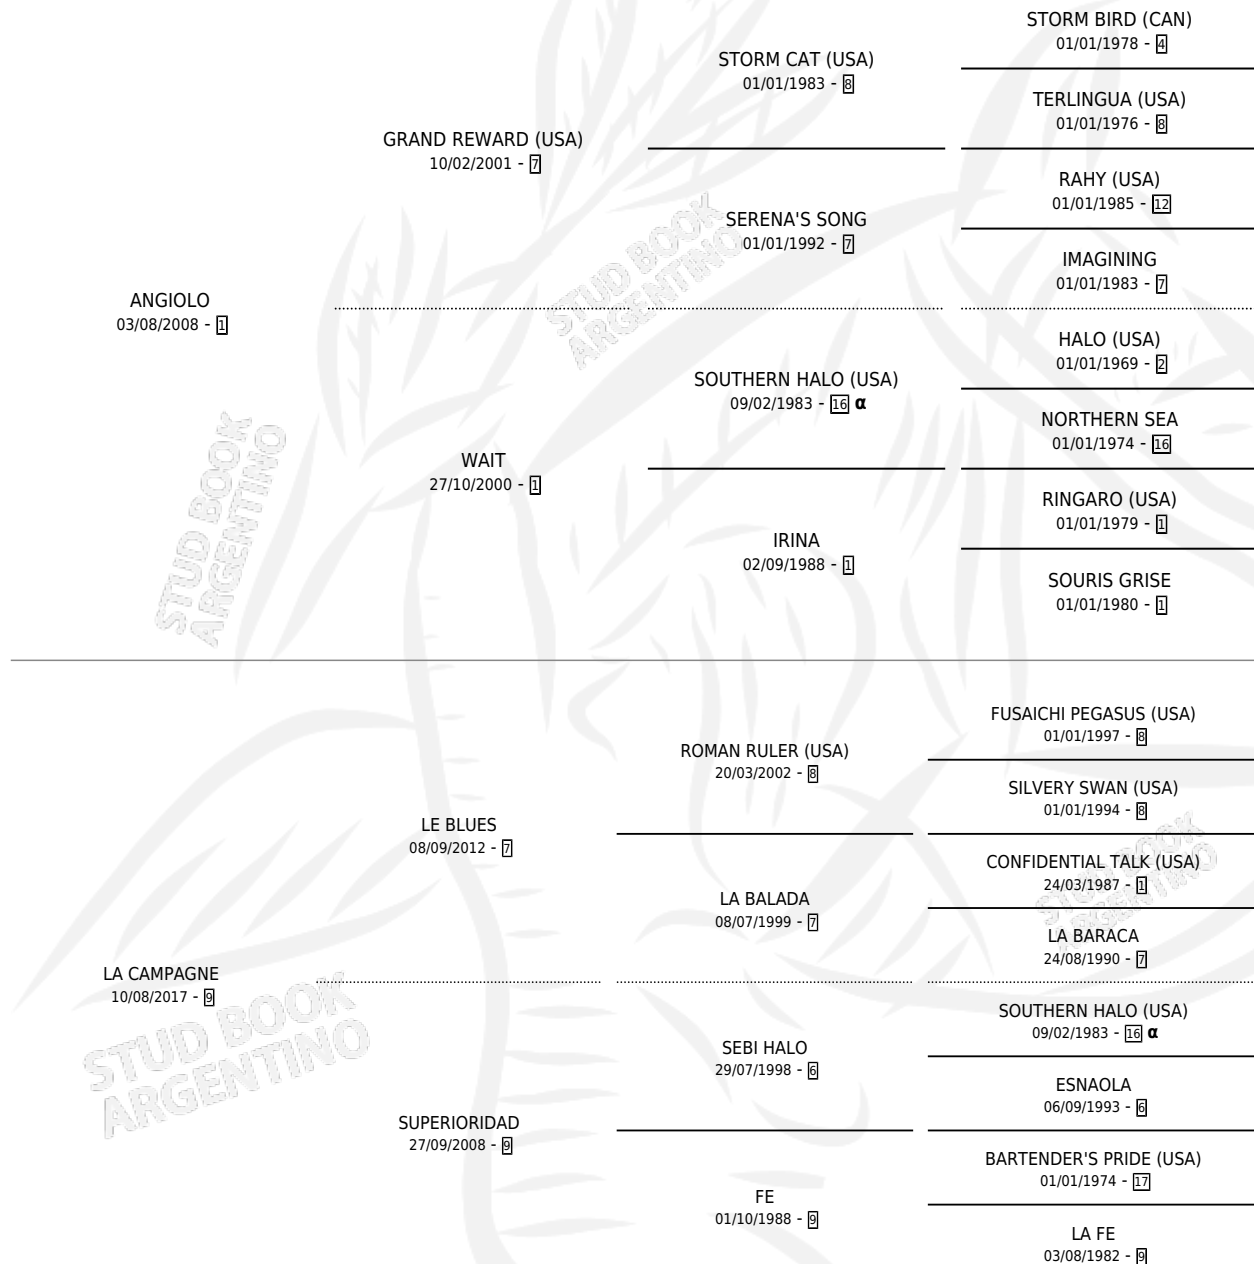 STORM BIRD (CAN)
01/01/1978 - 4
STORM CAT (USA)
01/01/1983 - 8
TERLINGUA (USA)
01/01/1976 - 8
GRAND REWARD (USA)
10/02/2001 - 7
RAHY (USA)
01/01/1985 - 12
SERENA'S SONG
01/01/1992 - 7
IMAGINING
01/01/1983 - 7
ANGIOLO
03/08/2008 - 1
HALO (USA)
01/01/1969 - 2
SOUTHERN HALO (USA)
09/02/1983 - 16 α
NORTHERN SEA
01/01/1974 - 16
WAIT
27/10/2000 - 1
RINGARO (USA)
01/01/1979 - 1
IRINA
02/09/1988 - 1
SOURIS GRISE
01/01/1980 - 1
FUSAICHI PEGASUS (USA)
01/01/1997 - 8
ROMAN RULER (USA)
20/03/2002 - 8
SILVERY SWAN (USA)
01/01/1994 - 8
LE BLUES
08/09/2012 - 7
CONFIDENTIAL TALK (USA)
24/03/1987 - 1
LA BALADA
08/07/1999 - 7
LA BARACA
24/08/1990 - 7
LA CAMPAGNE
10/08/2017 - 9
SOUTHERN HALO (USA)
09/02/1983 - 16 α
SEBI HALO
29/07/1998 - 6
ESNAOLA
06/09/1993 - 6
SUPERIORIDAD
27/09/2008 - 9
BARTENDER'S PRIDE (USA)
01/01/1974 - 17
FE
01/10/1988 - 9
LA FE
03/08/1982 - 9
STUD BOOK
ARGENTINO
STUD BOOK
ARGENTINO
STUD BOOK
ARGENTINO
STUD BOOK
ARGENTINO